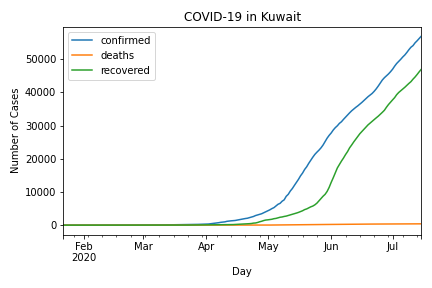 COVID-19 in Kuwait
confirmed
deaths
recovered
Number of Cases
50000
40000
30000
20000
10000
0
Feb
2020
Mar
Apr
May
Jun
Jul
Day